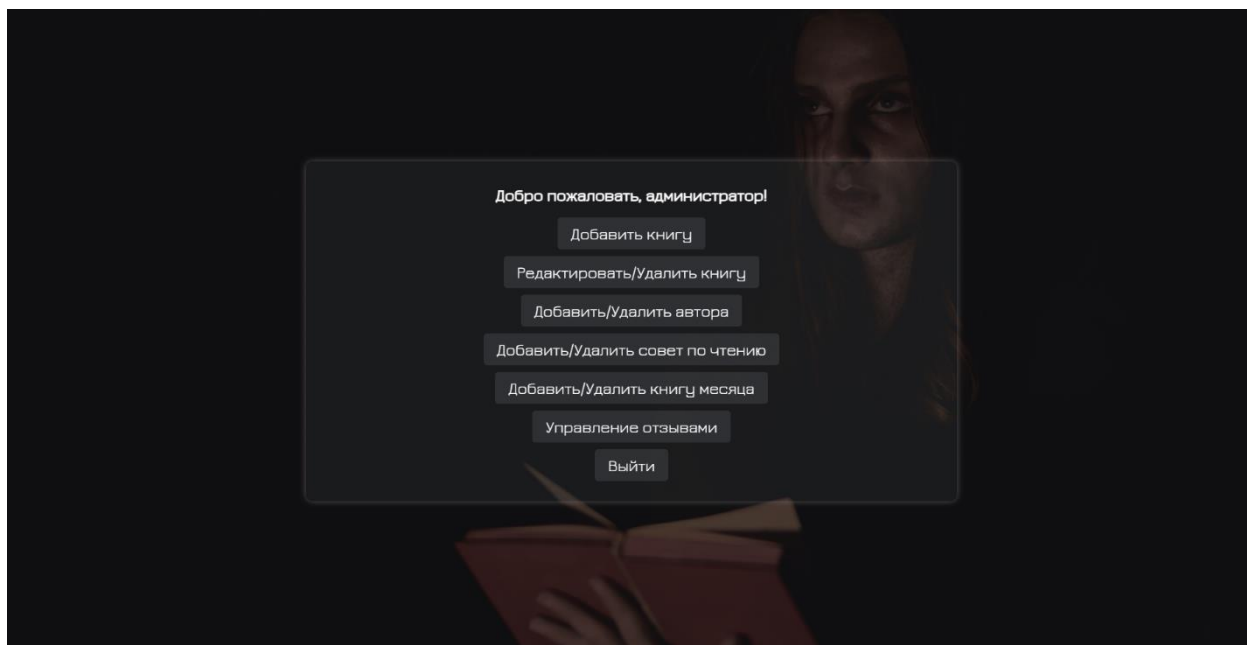 Добро пожаловать, администратор!
Добавить книгу
Редактировать/Удалить книгу
Добавить/Удалить автора
Добавить/Удалить совет по чтению
Добавить/Удалить книгу месяца
Управление отзывами
Выйти